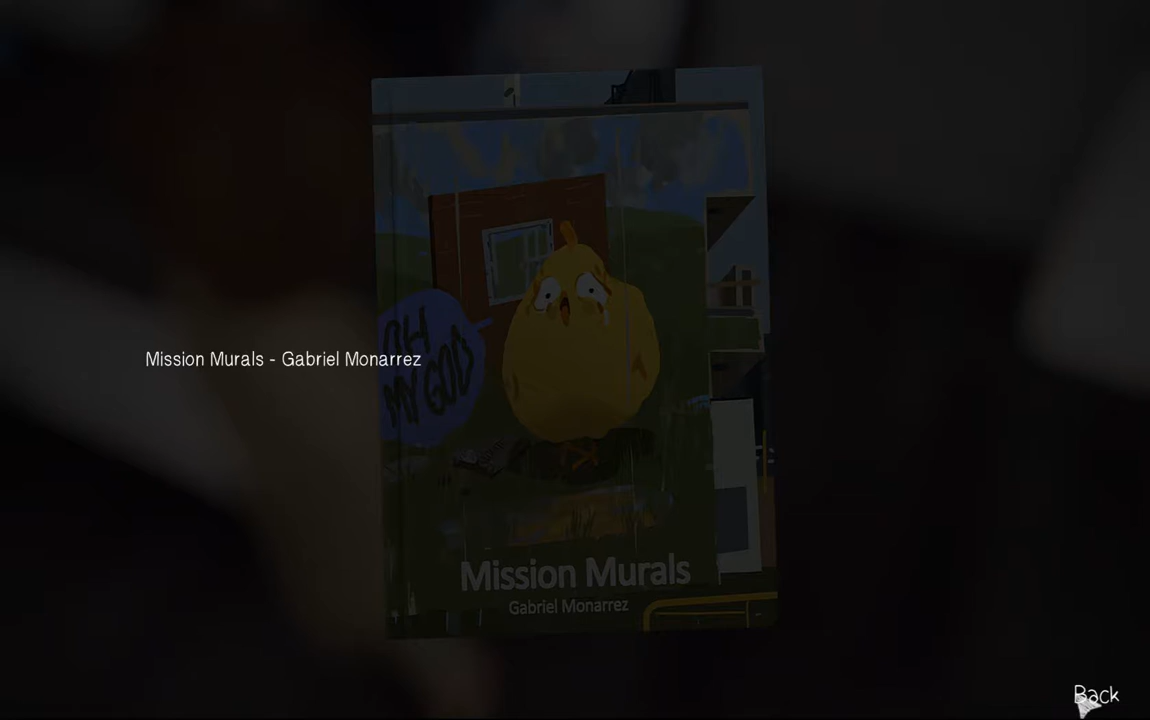 OH
MY GOD
Mission Murals - Gabriel Monarrez
Mission Murals
Gabriel Monarrez
Back